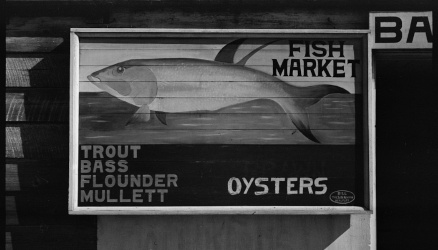 FISH
MARKET
BA
TROUT
BASS
FLOUNDER
MULLETT
OYSTERS